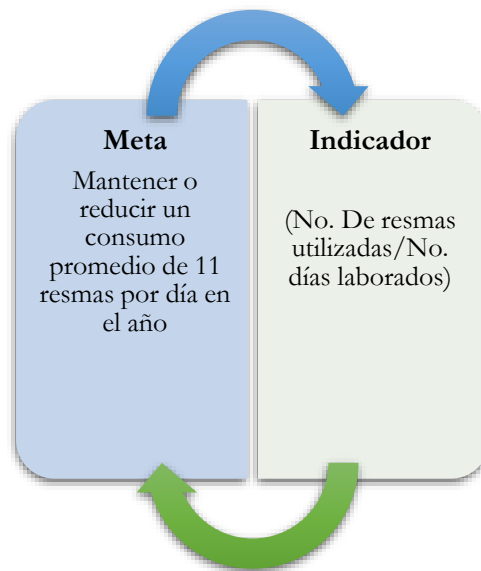 Meta
Mantener o
reducir un
consumo
promedio de 11
resmas por día en
el año
Indicador
(No. De resmas
utilizadas/No.
días laborados)